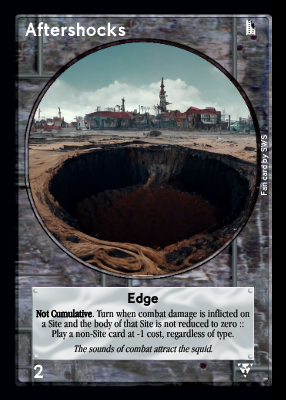 Aftershocks
Fan card by SWS
Edge
Not Cumulative. Turn when combat damage is inflicted on
a Site and the body of that Site is not reduced to zero ::
Play a non-Site card at -1 cost, regardless of type.
The sounds of combat attract the squid.
2